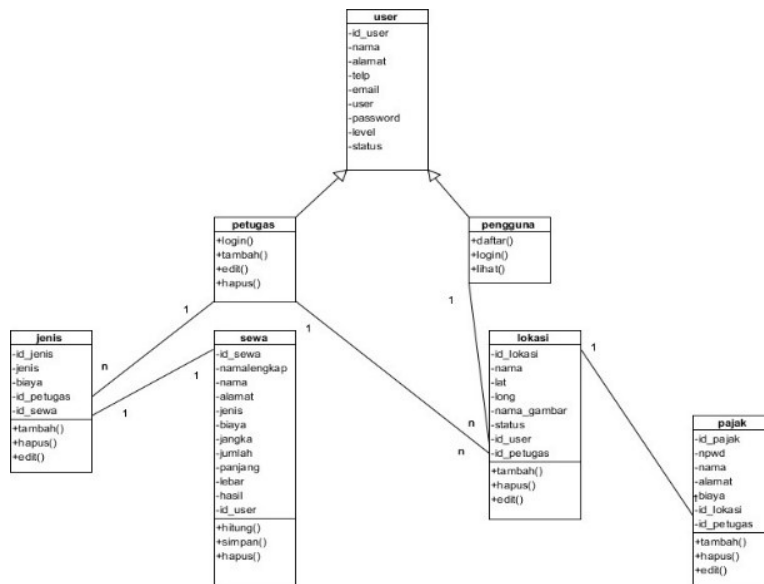 user
-id_user
-nama
-alamat
-telp
-email
-user
-password
-level
-status
petugas
+login()
+tambah()
+edit()
+hapus()
pengguna
+daftar()
+login()
+lihat()
1
1
1
1
n
1
1
n
n
jenis
-id_jenis
-jenis
-biaya
-id_petugas
-id_sewa
+tambah()
+hapus()
+edit()
sewa
-id_sewa
-namalengkap
-nama
-alamat
-jenis
-biaya
-jangka
-jumlah
-panjang
-lebar
-hasil
-id_user
+hitung()
+simpan()
+hapus()
lokasi
-id_lokasi
-nama
-lat
-long
-nama_gambar
-status
-id_user
-id_petugas
+tambah()
+hapus()
+edit()
pajak
-id_pajak
-npwd
-nama
-alamat
-biaya
1
-id_lokasi
-id_petugas
+tambah()
+hapus()
+edit()